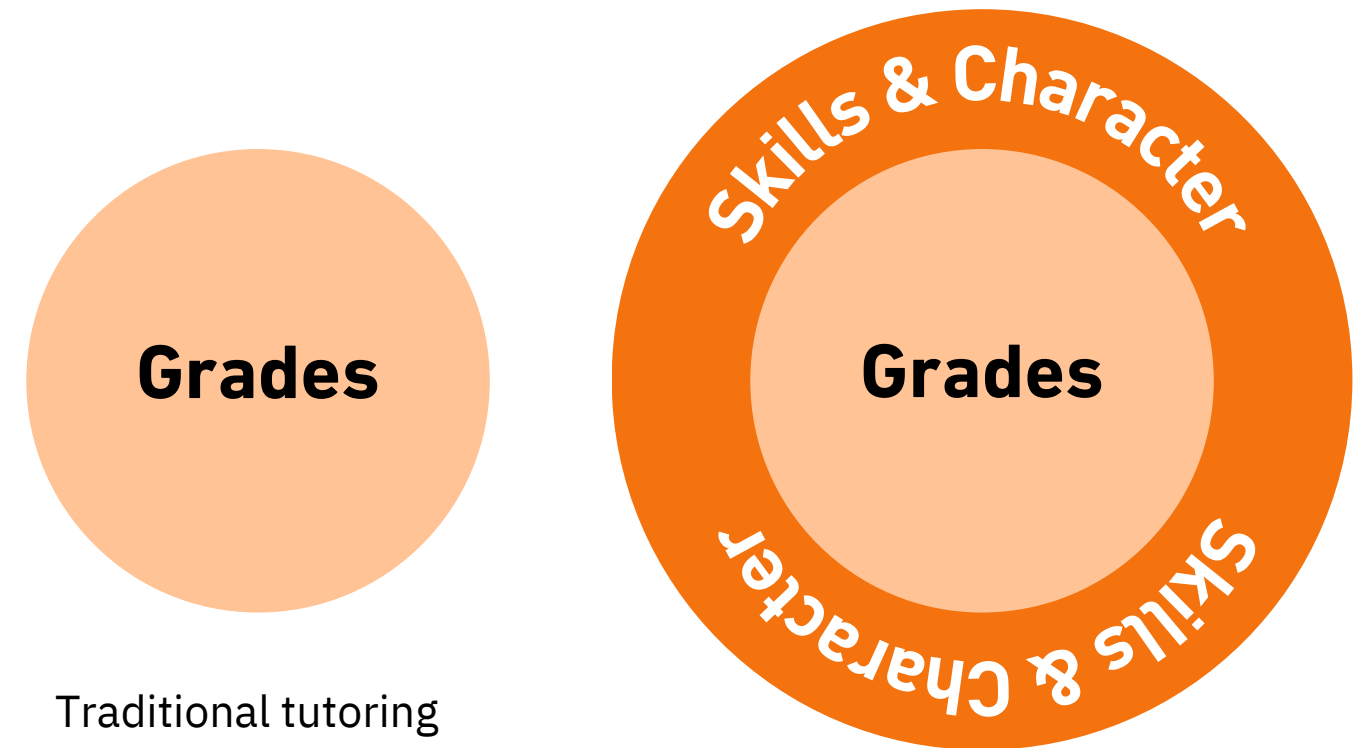 Grades
Traditional tutoring
Skills & Character
Grades
Skills & Character